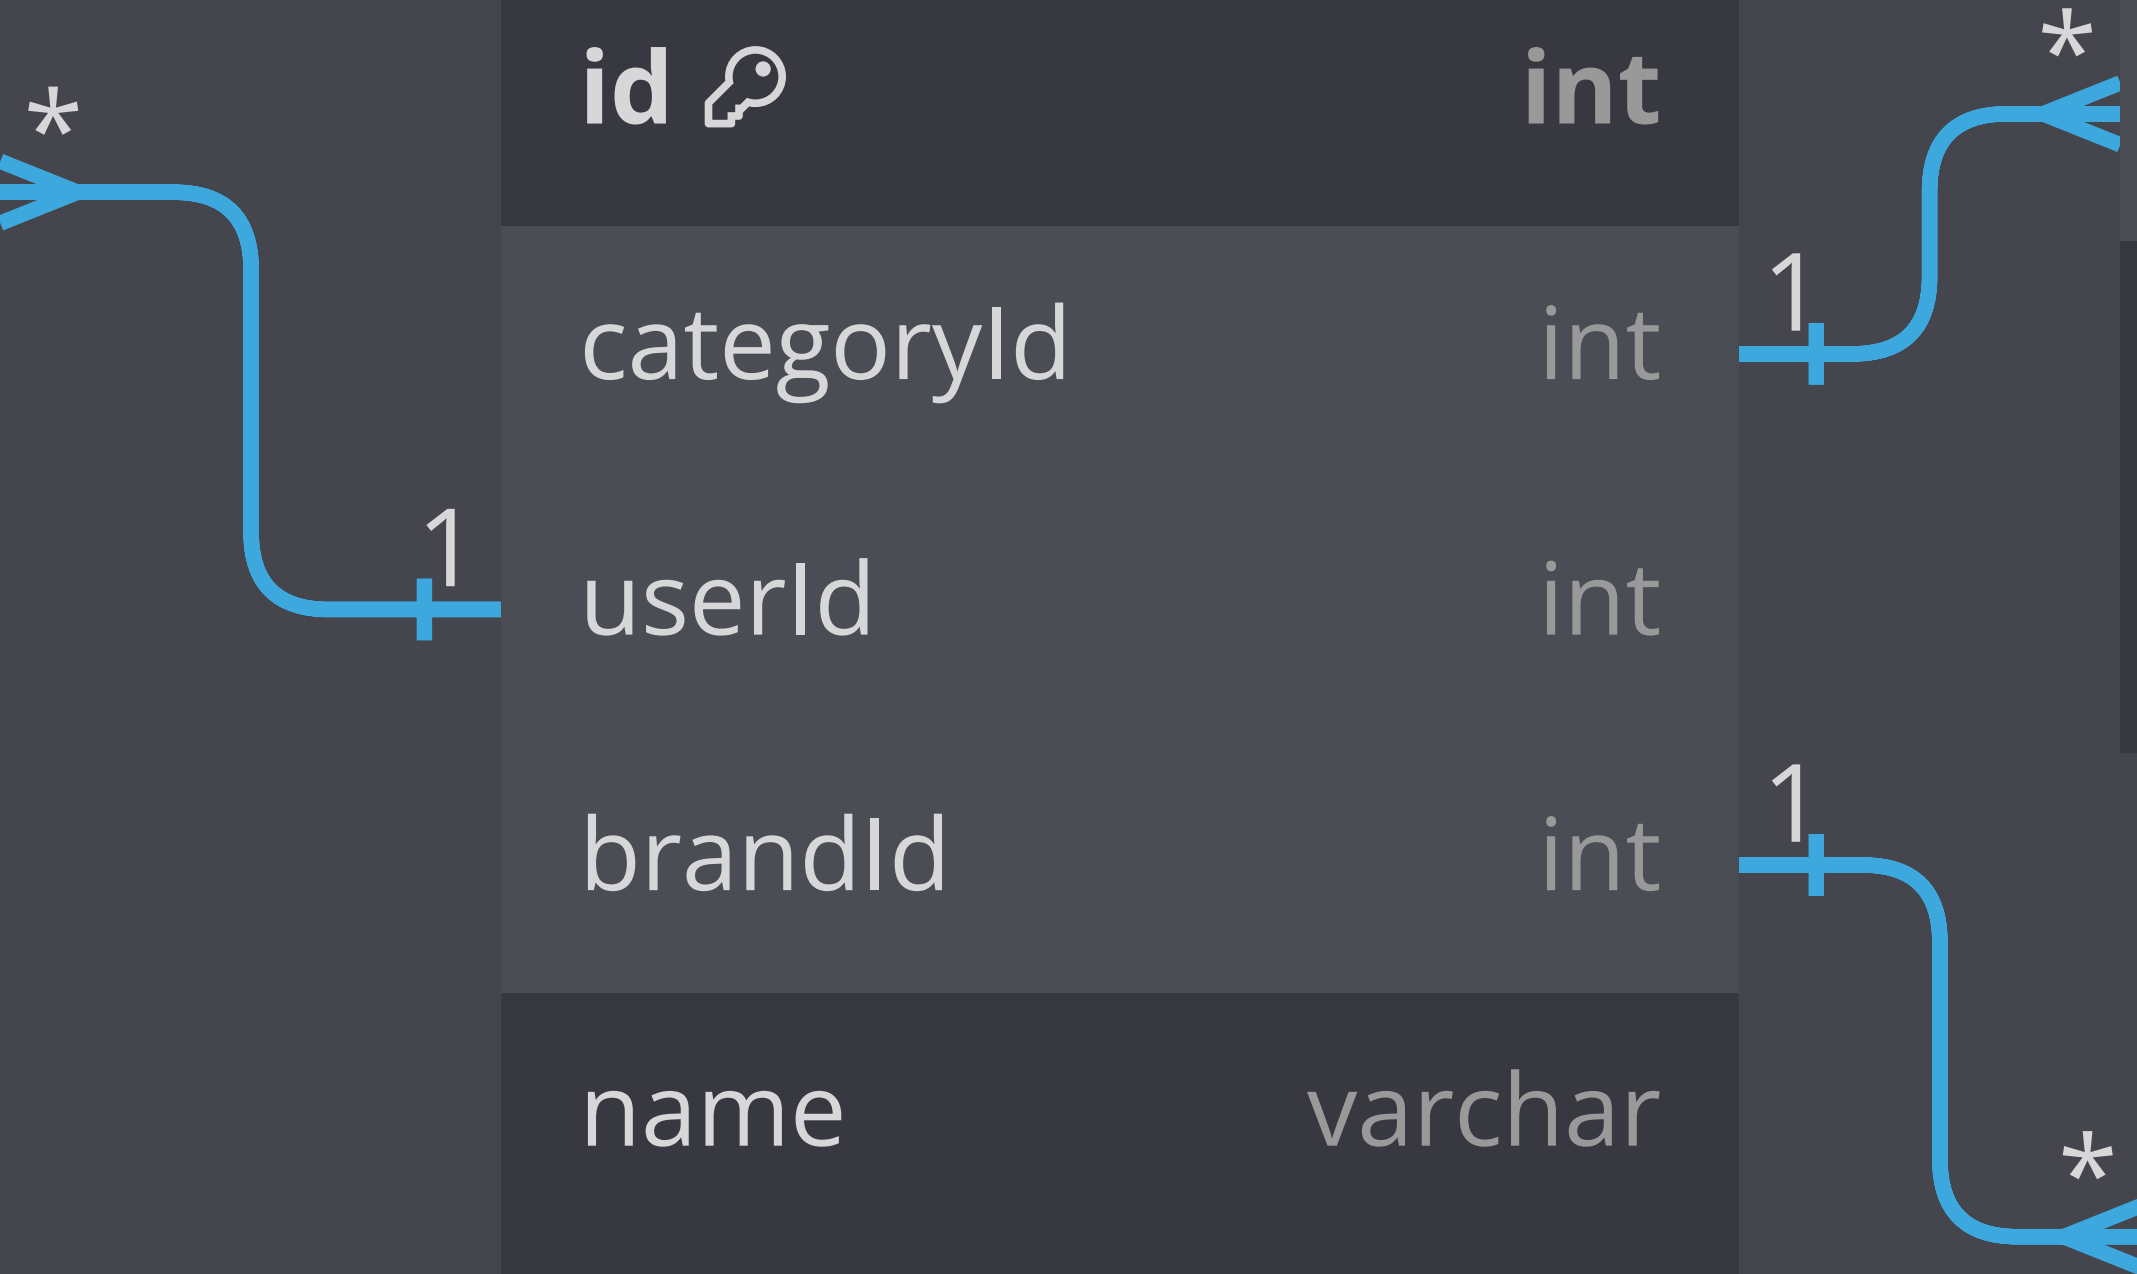 *
*
id int
1
categoryId int
1
userId int
1
brandId int
name varchar
*